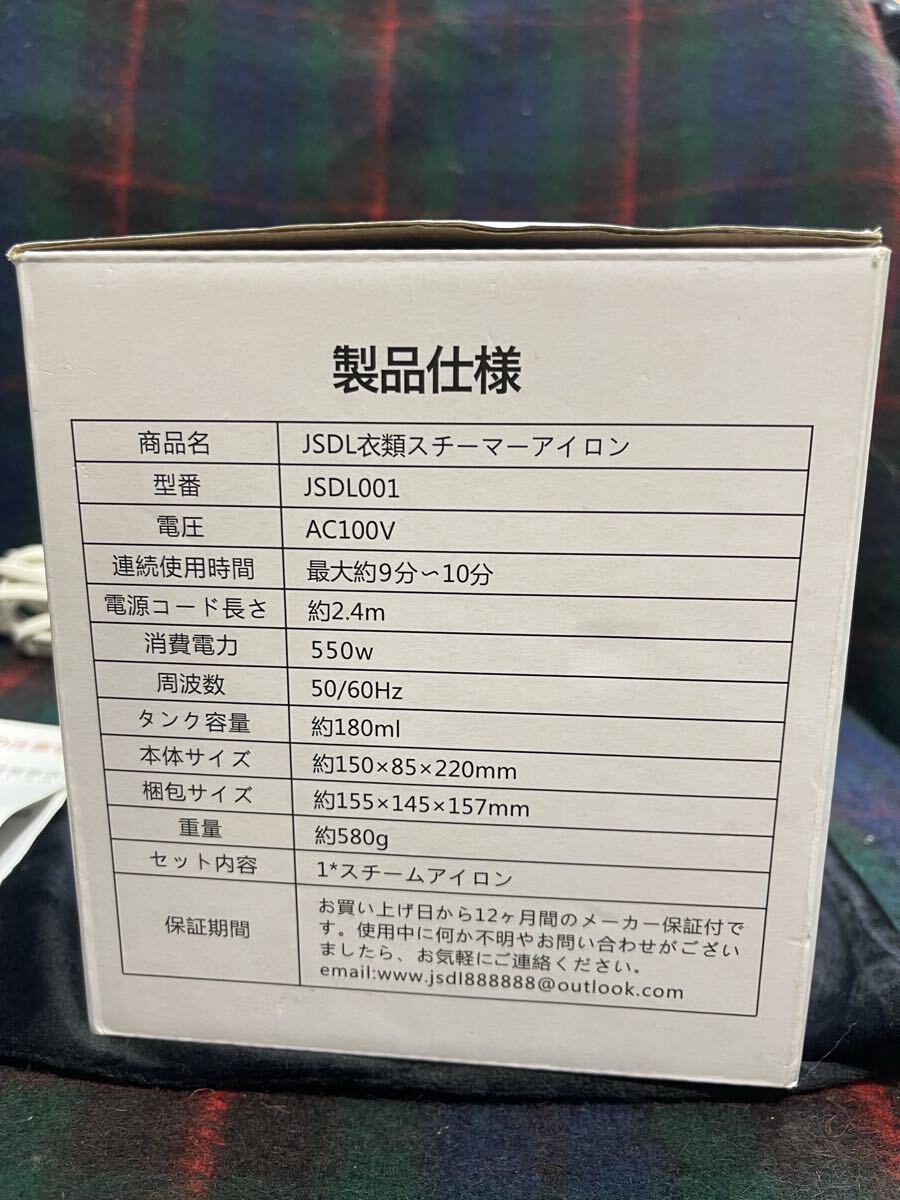 製品仕様
商品名 JSDL衣類スチーマーアイロン
型番 JSDL001
電圧 AC100V
連続使用時間 最大約9分～10分
電源コード長さ 約2.4m
消費電力 550w
周波数 50/60Hz
タンク容量 約180ml
本体サイズ 約150×85×220mm
梱包サイズ 約155×145×157mm
重量 約580g
セット内容 1*スチームアイロン
保証期間 お買い上げ日から12ヶ月間のメーカー保証付で
す。使用中に何か不明やお問い合わせがござい
ましたら、お気軽にご連絡ください。
email:www.jsdl888888@outlook.com